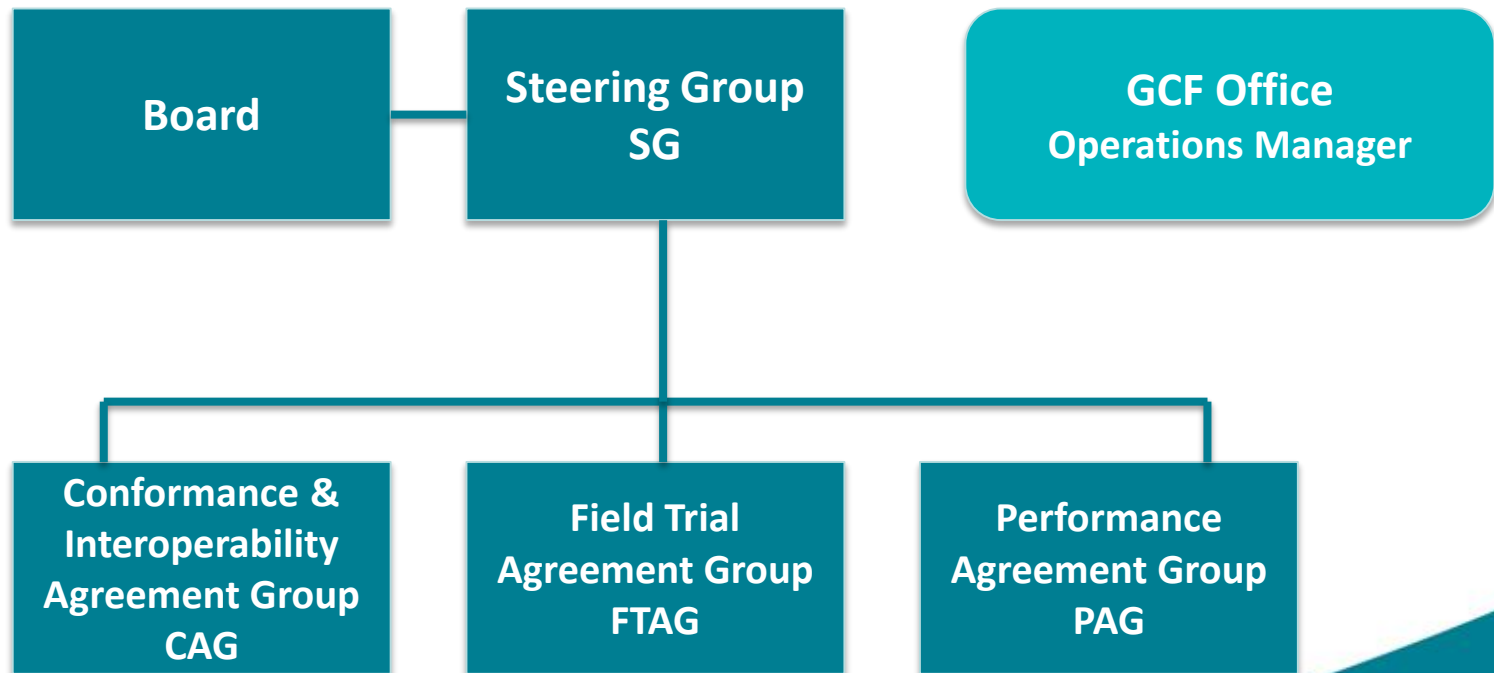 Board
Steering Group
SG
GCF Office
Operations Manager
Conformance &
Interoperability
Agreement Group
CAG
Field Trial
Agreement Group
FTAG
Performance
Agreement Group
PAG